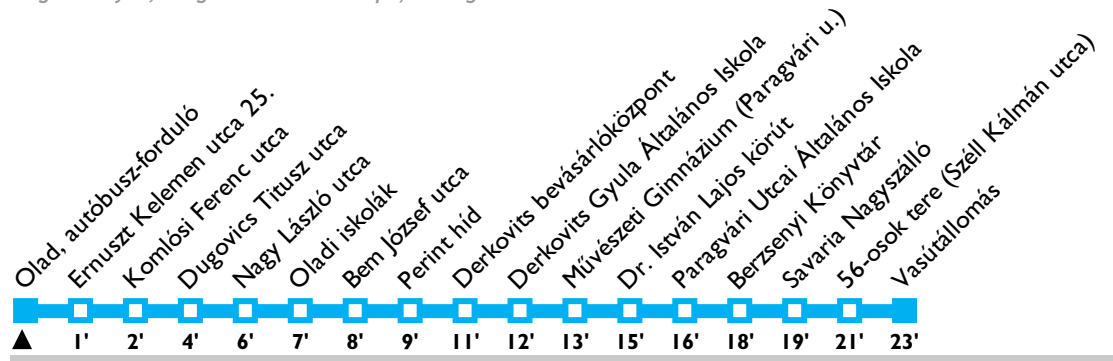 Olad, autóbusz-forduló
Ernuszt Kelemen utca 25.
Komlósi Ferenc utca
Dugovics Titusz utca
Nagy László utca
Oladi iskolák
Bem József utca
Perint híd
Derkovits bevásárlóközpont
Derkovits Gyula Általános Iskola
Művészeti Gimnázium (Paragvári u.)
Dr. István Lajos körút
Paragvári Utcai Általános Iskola
Berzsenyi Könyvtár
Savaria Nagyszálló
56-osok tere (Széll Kálmán utca)
Vasútállomás
▲ 1' 2' 4' 6' 7' 8' 9' 11' 12' 13' 15' 16' 18' 19' 21' 23'